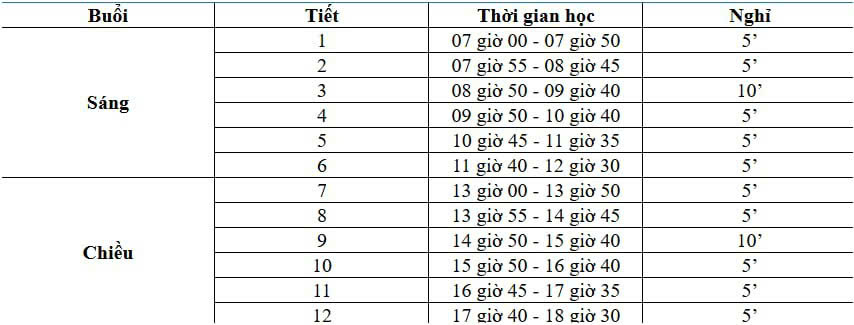 Buổi Tiết Thời gian học Nghỉ
Sáng
1 07 giờ 00 - 07 giờ 50 5’
2 07 giờ 55 - 08 giờ 45 5’
3 08 giờ 50 - 09 giờ 40 10’
4 09 giờ 50 - 10 giờ 40 5’
5 10 giờ 45 - 11 giờ 35 5’
6 11 giờ 40 - 12 giờ 30 5’
Chiều
7 13 giờ 00 - 13 giờ 50 5’
8 13 giờ 55 - 14 giờ 45 5’
9 14 giờ 50 - 15 giờ 40 10’
10 15 giờ 50 - 16 giờ 40 5’
11 16 giờ 45 - 17 giờ 35 5’
12 17 giờ 40 - 18 giờ 30 5’